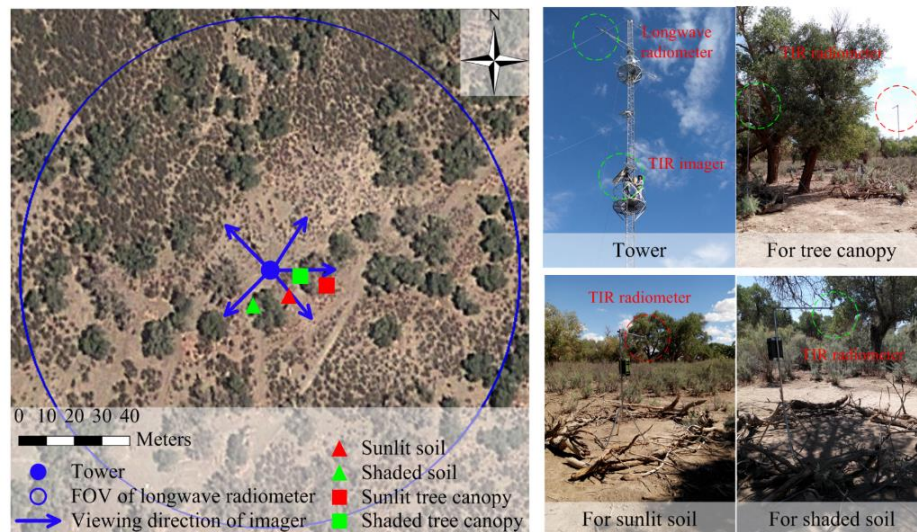 N
0 10 20 30 40
Meters
Tower
FOV of longwave radiometer
Viewing direction of imager
Sunlit soil
Shaded soil
Sunlit tree canopy
Shaded tree canopy
Longwave
radiometer
TIR imager
Tower
TIR radiometer
For tree canopy
TIR radiometer
For sunlit soil
TIR radiometer
For shaded soil